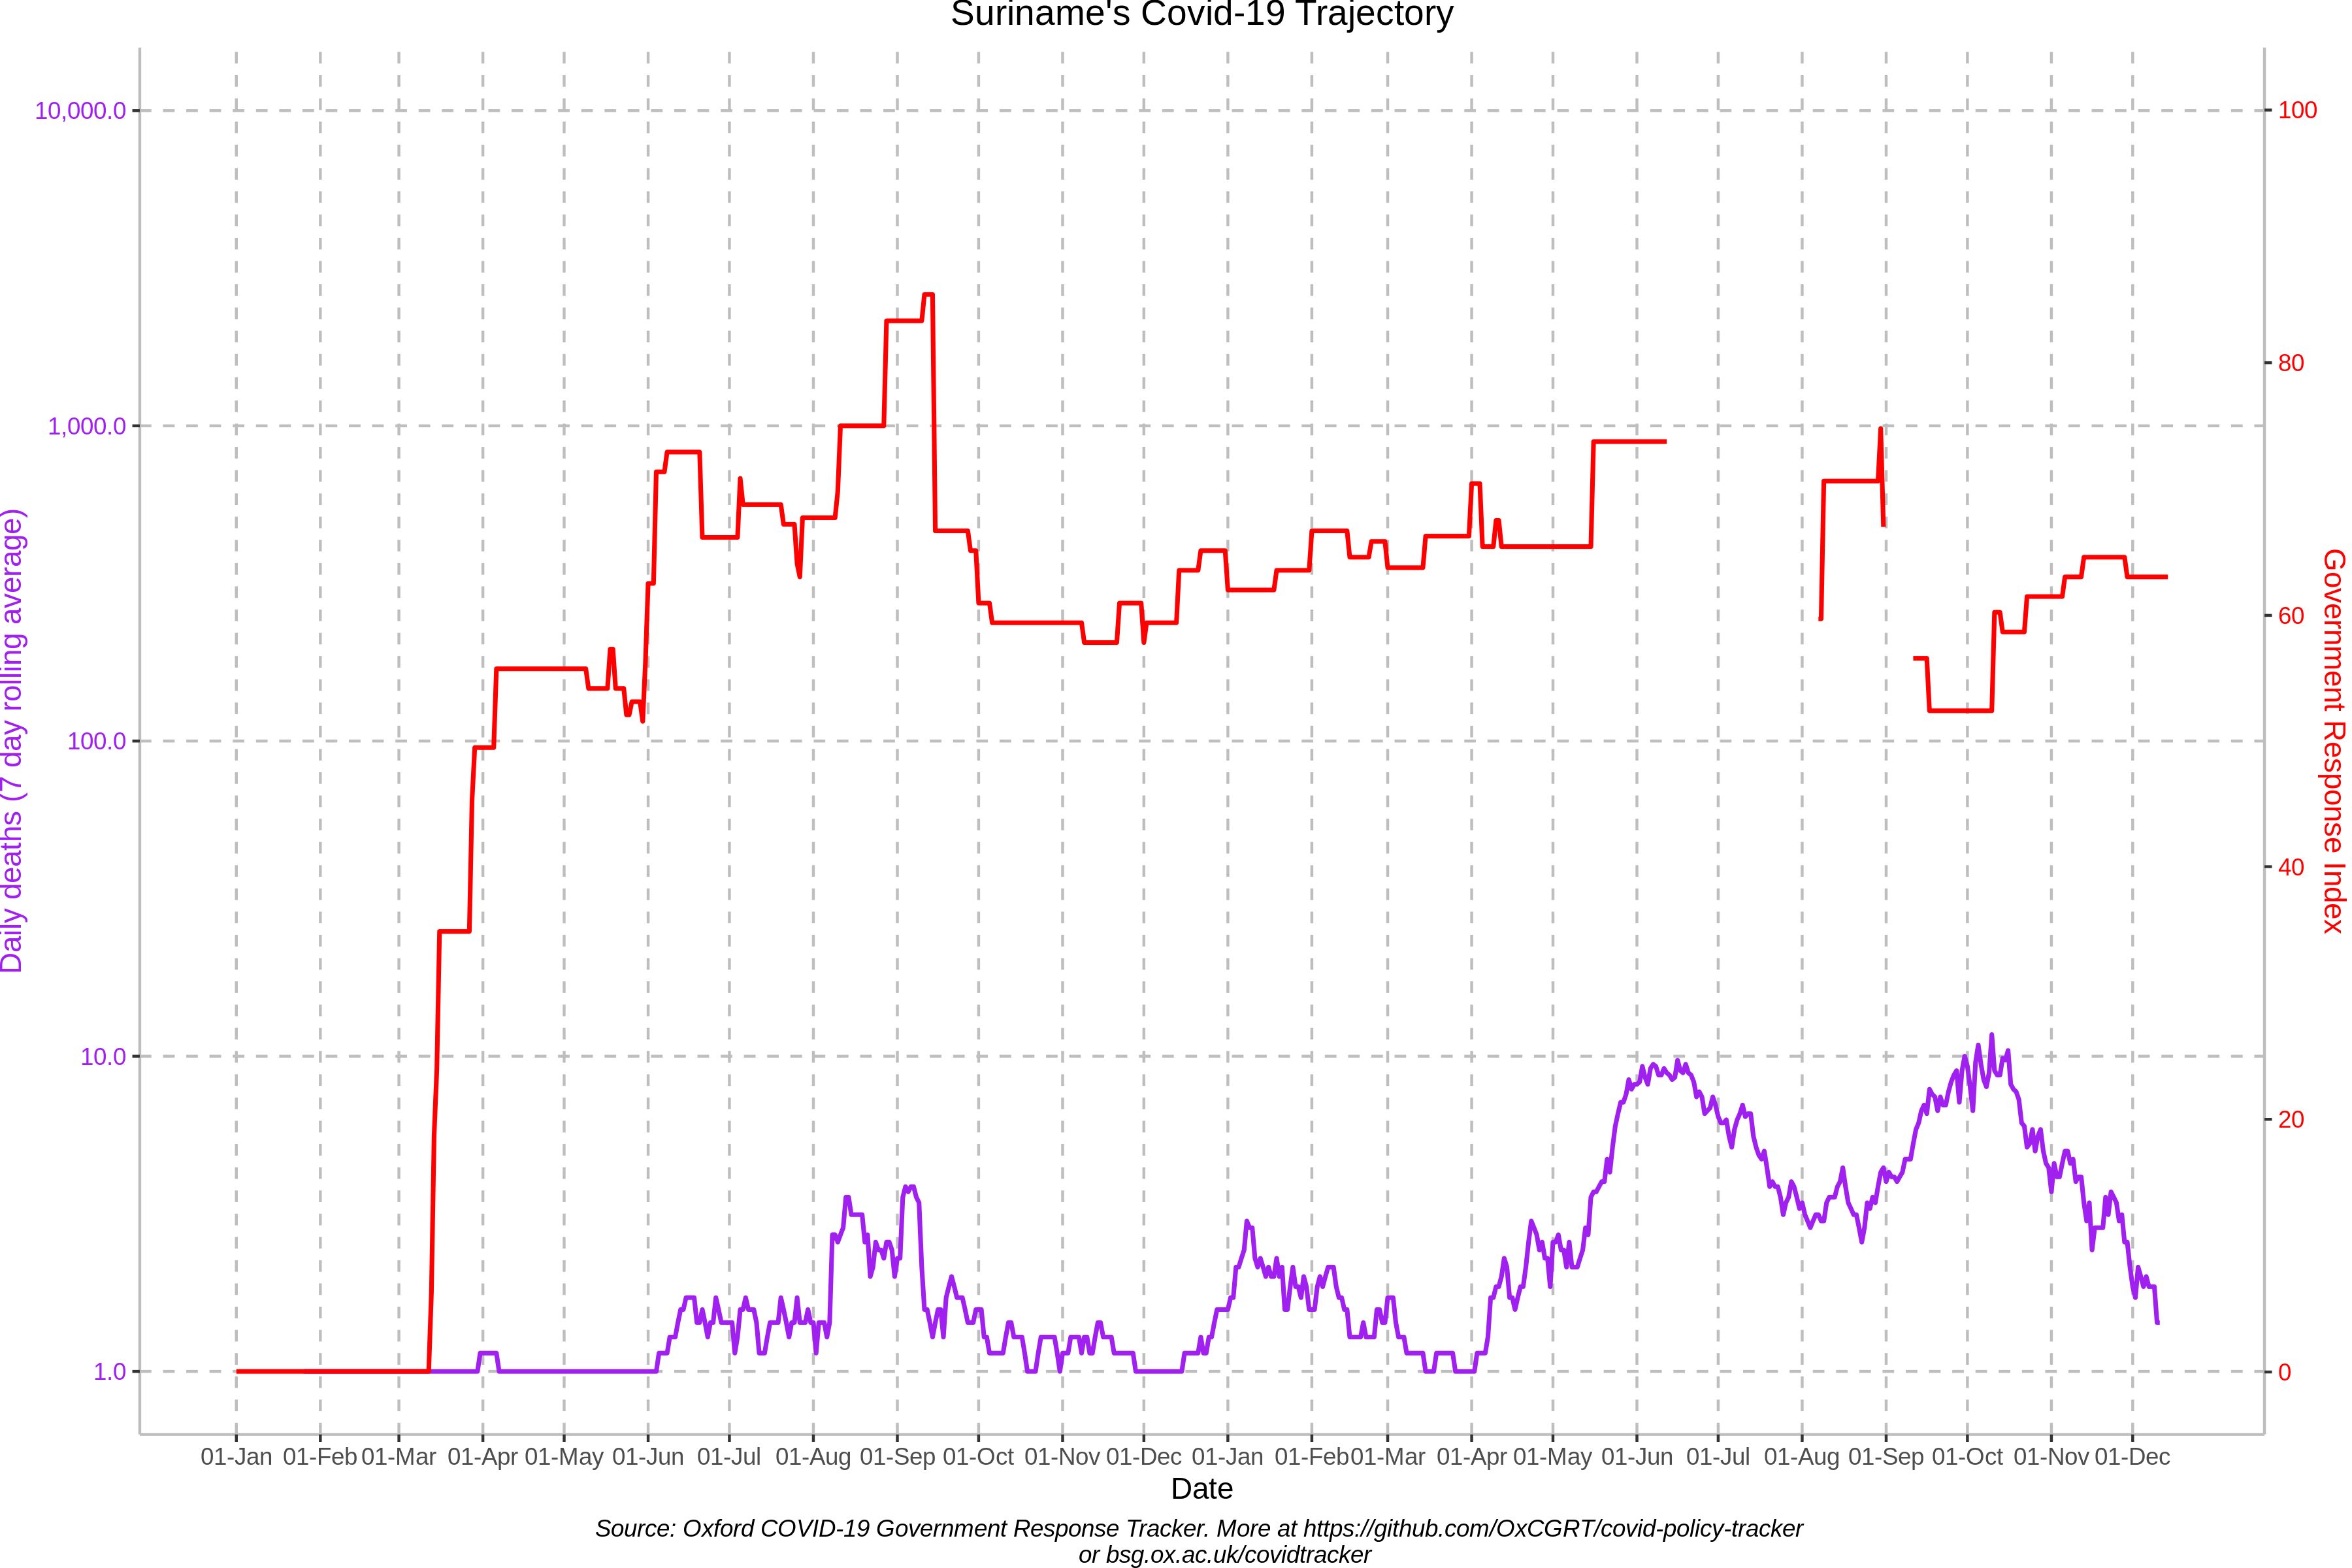 Suriname's Covid-19 Trajectory
10,000.0
1,000.0
100.0
10.0
1.0
Daily deaths (7 day rolling average)
100
80
60
40
20
0
Government Response Index
01-Jan 01-Feb 01-Mar 01-Apr 01-May 01-Jun 01-Jul 01-Aug 01-Sep 01-Oct 01-Nov 01-Dec 01-Jan 01-Feb 01-Mar 01-Apr 01-May 01-Jun 01-Jul 01-Aug 01-Sep 01-Oct 01-Nov 01-Dec
Date
Source: Oxford COVID-19 Government Response Tracker. More at https://github.com/OxCGRT/covid-policy-tracker
or bsg.ox.ac.uk/covidtracker